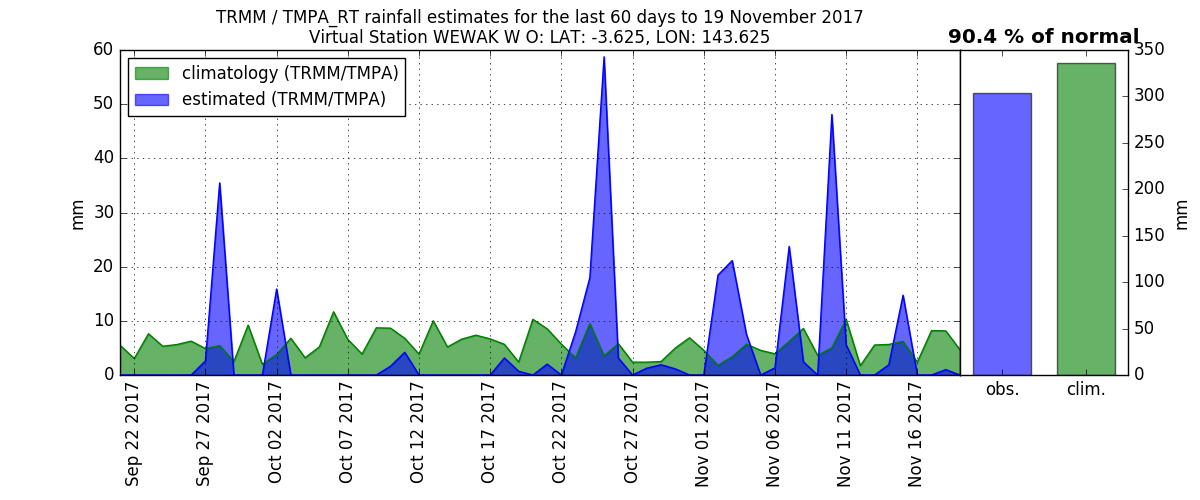 TRMM / TMPA_RT rainfall estimates for the last 60 days to 19 November 2017
Virtual Station WEWAK W O: LAT: -3.625, LON: 143.625
90.4 % of normal
climatology (TRMM/TMPA)
estimated (TRMM/TMPA)
60
50
40
30
20
10
0
mm
Sep 22 2017
Sep 27 2017
Oct 02 2017
Oct 07 2017
Oct 12 2017
Oct 17 2017
Oct 22 2017
Oct 27 2017
Nov 01 2017
Nov 06 2017
Nov 11 2017
Nov 16 2017
obs.
clim.
350
300
250
200
150
100
50
0
mm